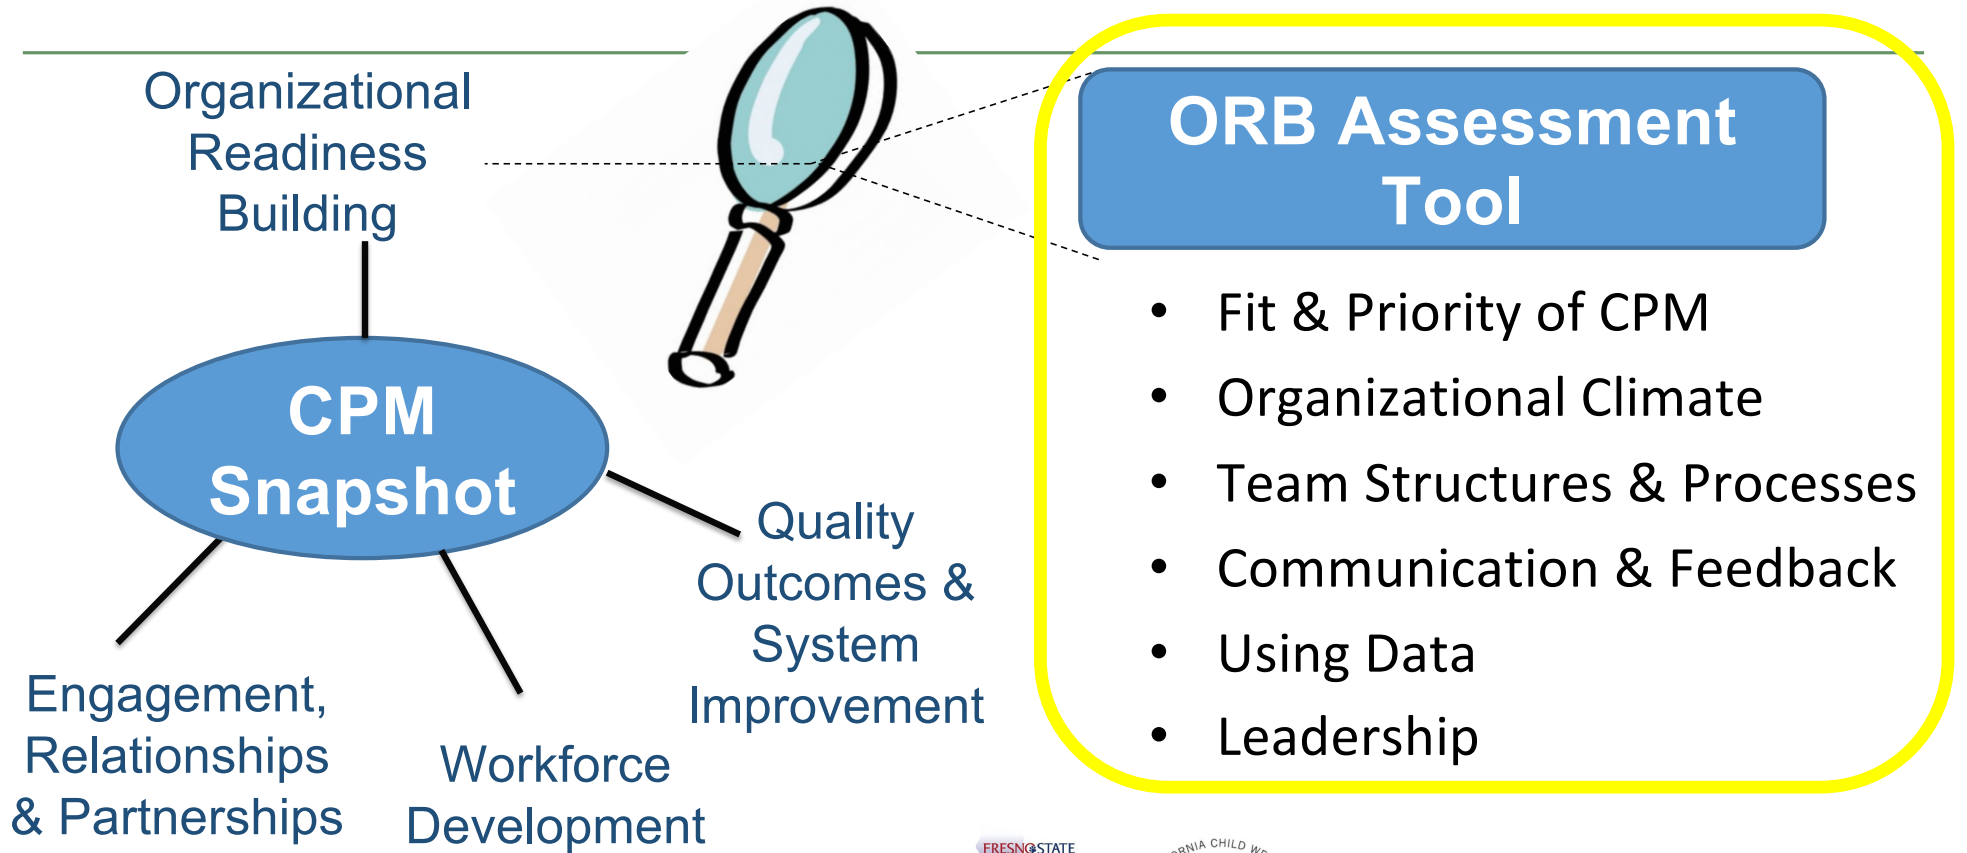 Organizational
Readiness
Building
CPM
Snapshot
Engagement,
Relationships
& Partnerships
Workforce
Development
Quality
Outcomes &
System
Improvement
ORB Assessment
Tool
• Fit & Priority of CPM
• Organizational Climate
• Team Structures & Processes
• Communication & Feedback
• Using Data
• Leadership
FRESNO STATE
CHILD